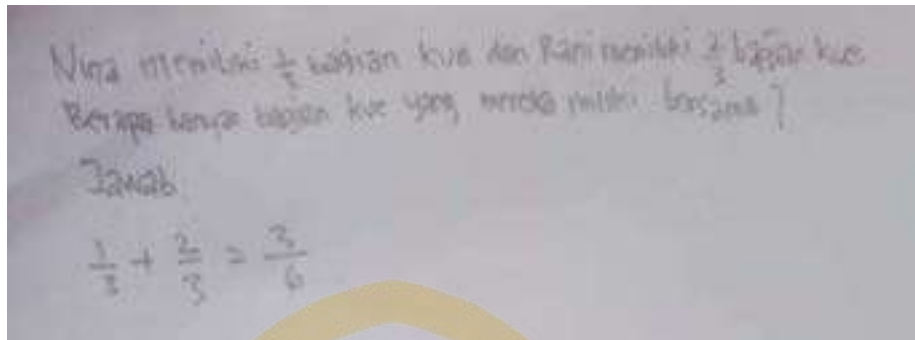 Nina memiliki 1/3 bagian kue dan Rani memiliki 2/3 bagian kue.
Berapa banyak bagian kue yang mereka miliki bersama?
Jawab
1/3 + 2/3 = 3/6